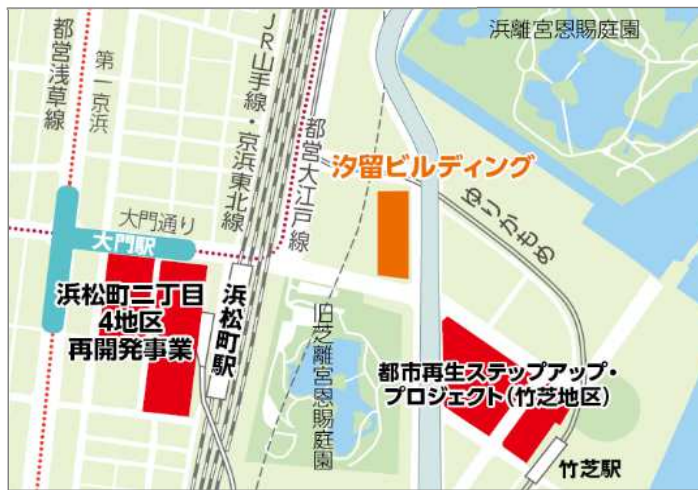 都営浅草線
第一京浜
JR山手線・京浜東北線
都営大江戸線
浜離宮恩賜庭園
汐留ビルディング
ゆりかもめ
大門通り
大門駅
浜松町二丁目
4地区
再開発事業
浜松町駅
旧芝離宮恩賜庭園
都市再生ステップアップ・
プロジェクト(竹芝地区)
竹芝駅